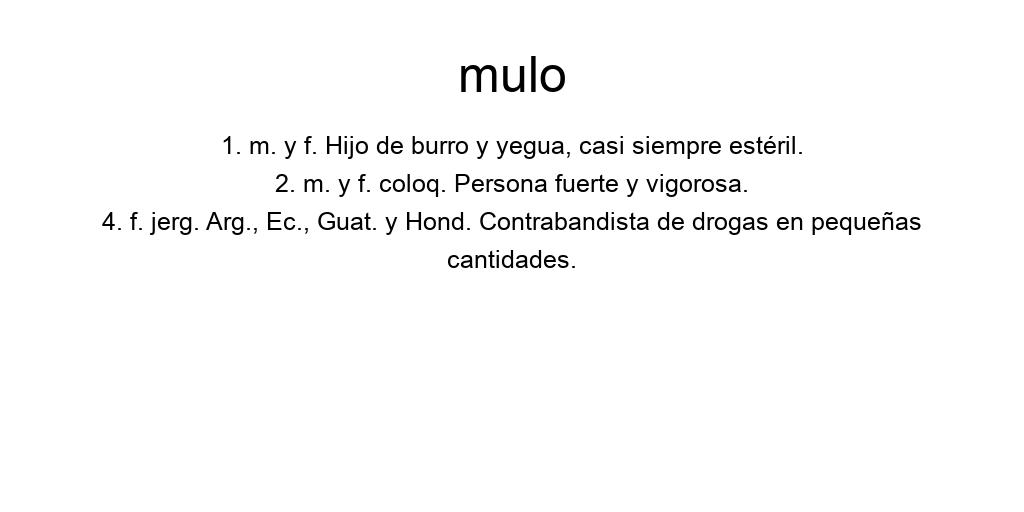 mulo
1. m. y f. Hijo de burro y yegua, casi siempre estéril.
2. m. y f. coloq. Persona fuerte y vigorosa.
4. f. jerg. Arg., Ec., Guat. y Hond. Contrabandista de drogas en pequeñas
cantidades.